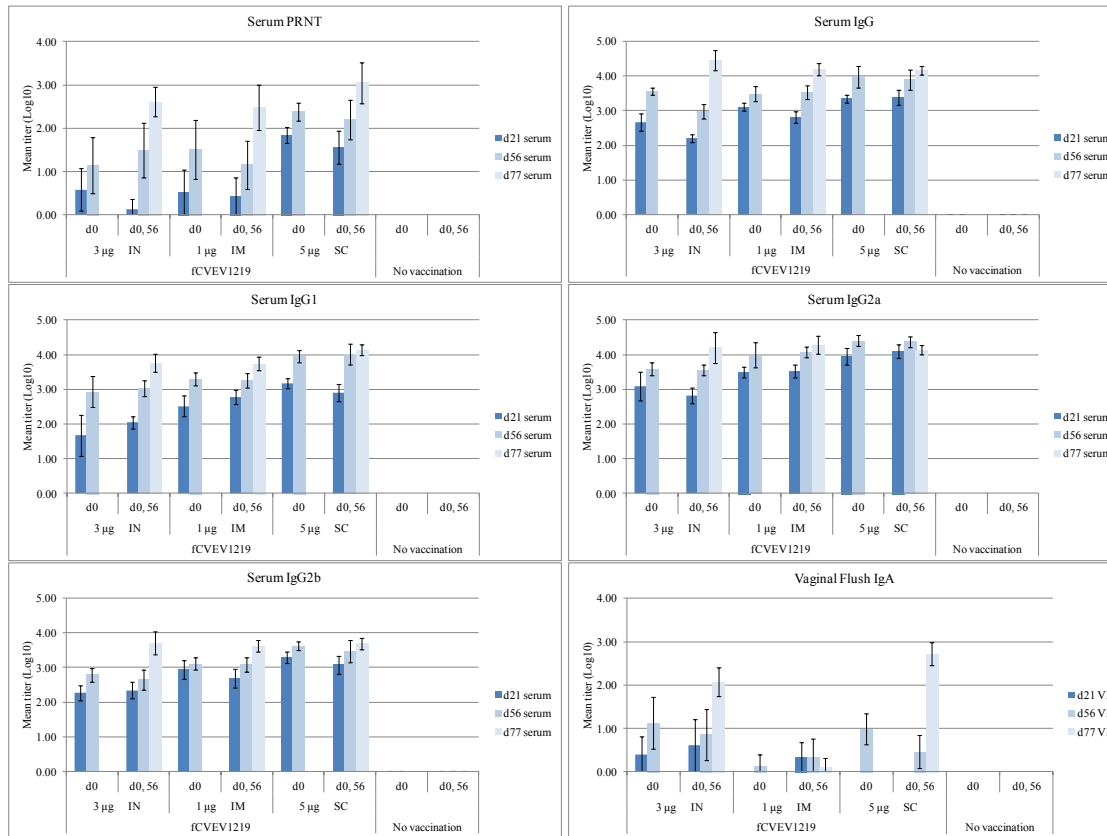 Serum PRNT
Mean titer (Log10)
4.00
3.00
2.00
1.00
0.00
d0
d0, 56
d0
d0, 56
d0
d0, 56
d0
d0, 56
3 µg IN
1 µg IM
5 µg SC
fCVEV1219
No vaccination
d21 serum
d56 serum
d77 serum
Serum IgG
Mean titer (Log10)
5.00
4.00
3.00
2.00
1.00
0.00
d0
d0, 56
d0
d0, 56
d0
d0, 56
d0
d0, 56
3 µg IN
1 µg IM
5 µg SC
fCVEV1219
No vaccination
d21 serum
d56 serum
d77 serum
Serum IgG1
Mean titer (Log10)
5.00
4.00
3.00
2.00
1.00
0.00
d0
d0, 56
d0
d0, 56
d0
d0, 56
d0
d0, 56
3 µg IN
1 µg IM
5 µg SC
fCVEV1219
No vaccination
d21 serum
d56 serum
d77 serum
Serum IgG2a
Mean titer (Log10)
5.00
4.00
3.00
2.00
1.00
0.00
d0
d0, 56
d0
d0, 56
d0
d0, 56
d0
d0, 56
3 µg IN
1 µg IM
5 µg SC
fCVEV1219
No vaccination
d21 serum
d56 serum
d77 serum
Serum IgG2b
Mean titer (Log10)
5.00
4.00
3.00
2.00
1.00
0.00
d0
d0, 56
d0
d0, 56
d0
d0, 56
d0
d0, 56
3 µg IN
1 µg IM
5 µg SC
fCVEV1219
No vaccination
d21 serum
d56 serum
d77 serum
Vaginal Flush IgA
Mean titer (Log10)
4.00
3.00
2.00
1.00
0.00
d0
d0, 56
d0
d0, 56
d0
d0, 56
d0
d0, 56
3 µg IN
1 µg IM
5 µg SC
fCVEV1219
No vaccination
d21 V
d56 V
d77 V